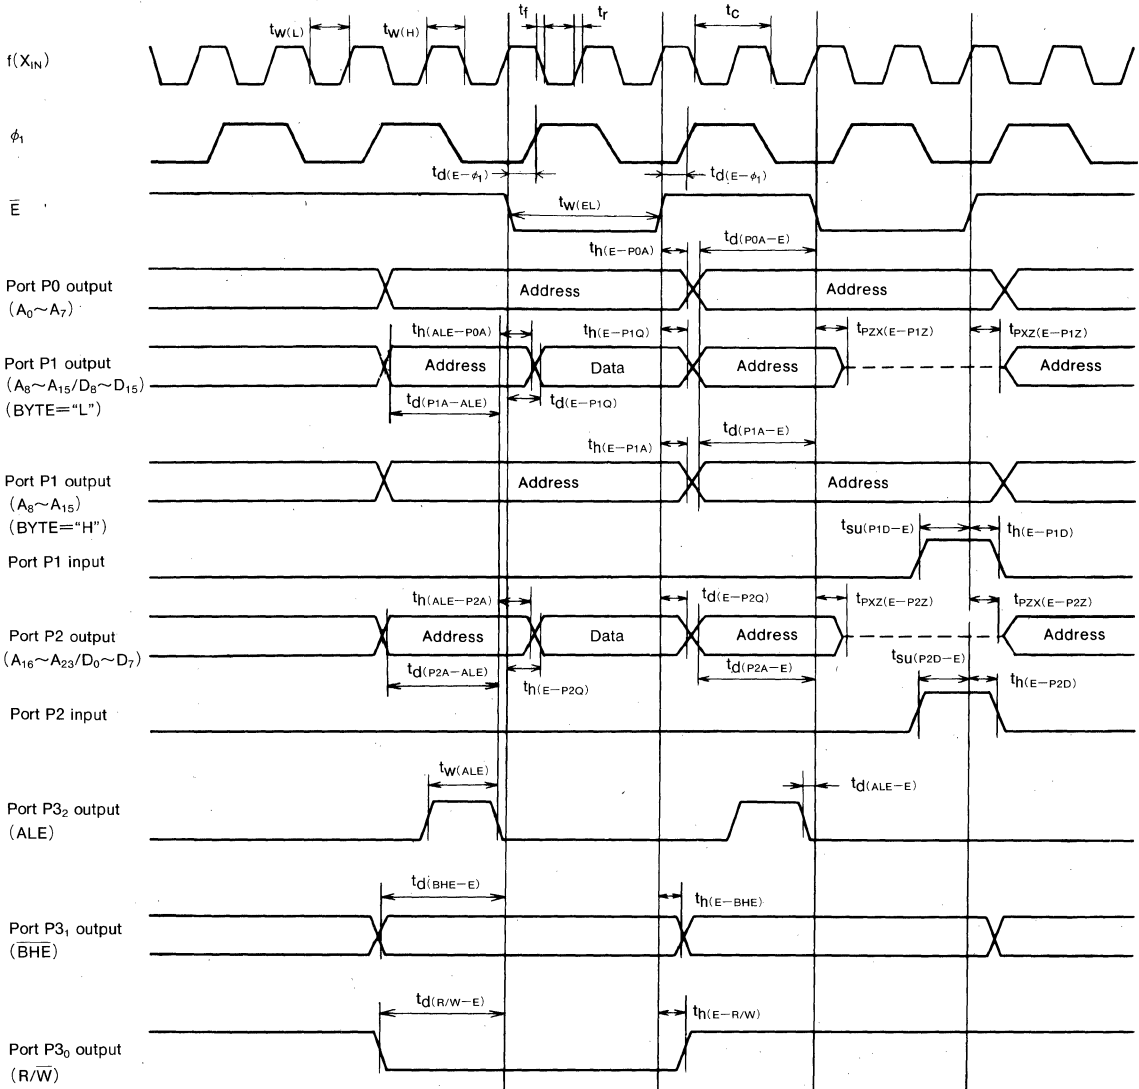 tf
tr
tC
tW(L)
tW(H)
f(XIN)
ϕ1
td(E−ϕ1)
td(E−ϕ1)
E̅
tW(EL)
th(E−P0A)
td(P0A−E)
Port P0 output
(A0∼A7)
Address
Address
th(ALE−P0A)
th(E−P1Q)
tPZX(E−P1Z)
tPXZ(E−P1Z)
Port P1 output
(A8∼A15/D8∼D15)
(BYTE="L")
Address
Data
Address
Address
td(P1A−ALE)
td(E−P1Q)
th(E−P1A)
td(P1A−E)
Port P1 output
(A8∼A15)
(BYTE="H")
Address
Address
tsu(P1D−E)
th(E−P1D)
Port P1 input
th(ALE−P2A)
td(E−P2Q)
tPXZ(E−P2Z)
tPZX(E−P2Z)
Port P2 output
(A16∼A23/D0∼D7)
Address
Data
Address
Address
td(P2A−ALE)
th(E−P2Q)
td(P2A−E)
tsu(P2D−E)
th(E−P2D)
Port P2 input
tW(ALE)
td(ALE−E)
Port P32 output
(ALE)
td(BHE−E)
th(E−BHE)
Port P31 output
(B̅H̅E̅)
td(R/W−E)
th(E−R/W)
Port P30 output
(R/W̅)